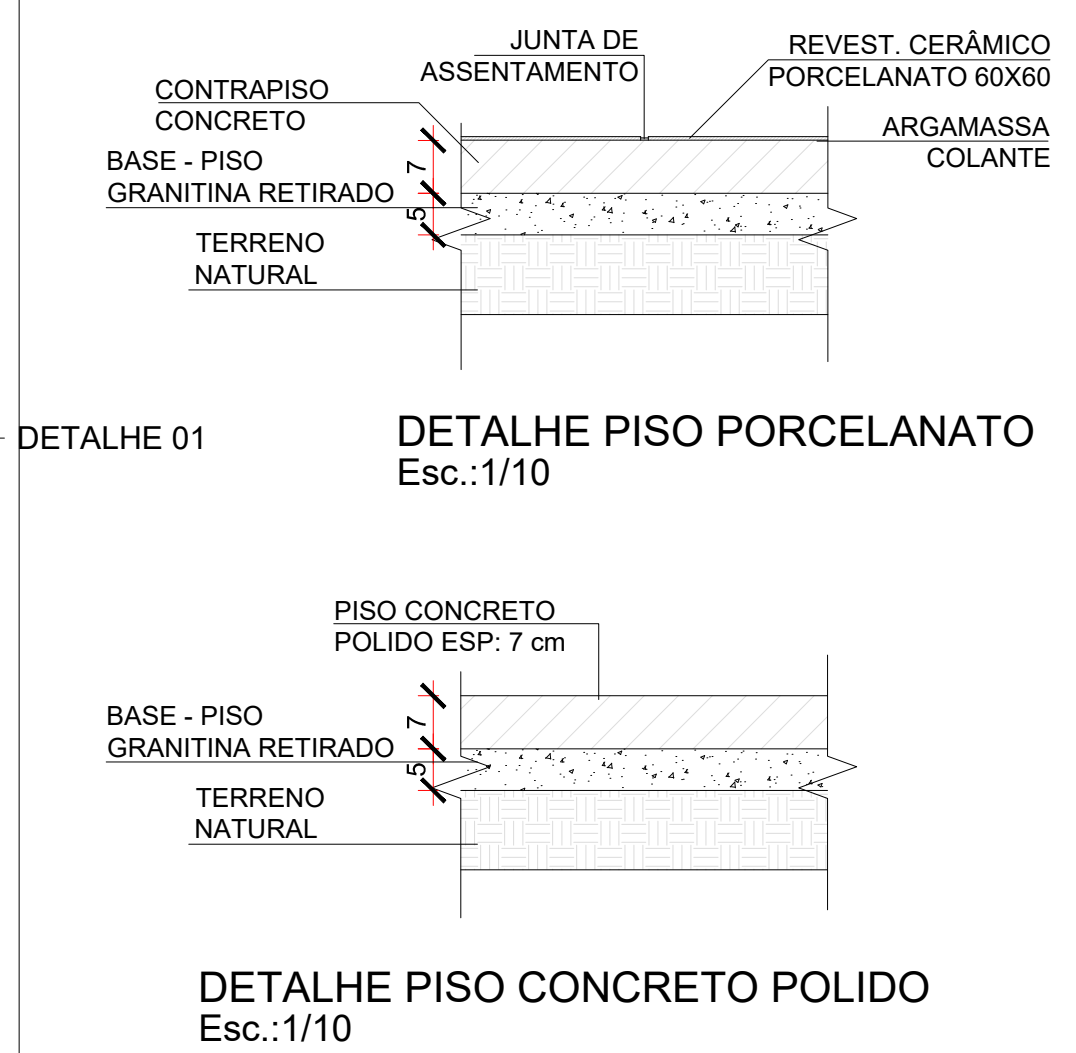 JUNTA DE
ASSENTAMENTO
REVEST. CERÂMICO
PORCELANATO 60X60
CONTRAPISO
CONCRETO
ARGAMASSA
COLANTE
BASE - PISO
GRANITINA RETIRADO
7
5
TERRENO
NATURAL
DETALHE 01
DETALHE PISO PORCELANATO
Esc.:1/10
PISO CONCRETO
POLIDO ESP: 7 cm
BASE - PISO
GRANITINA RETIRADO
7
5
TERRENO
NATURAL
DETALHE PISO CONCRETO POLIDO
Esc.:1/10